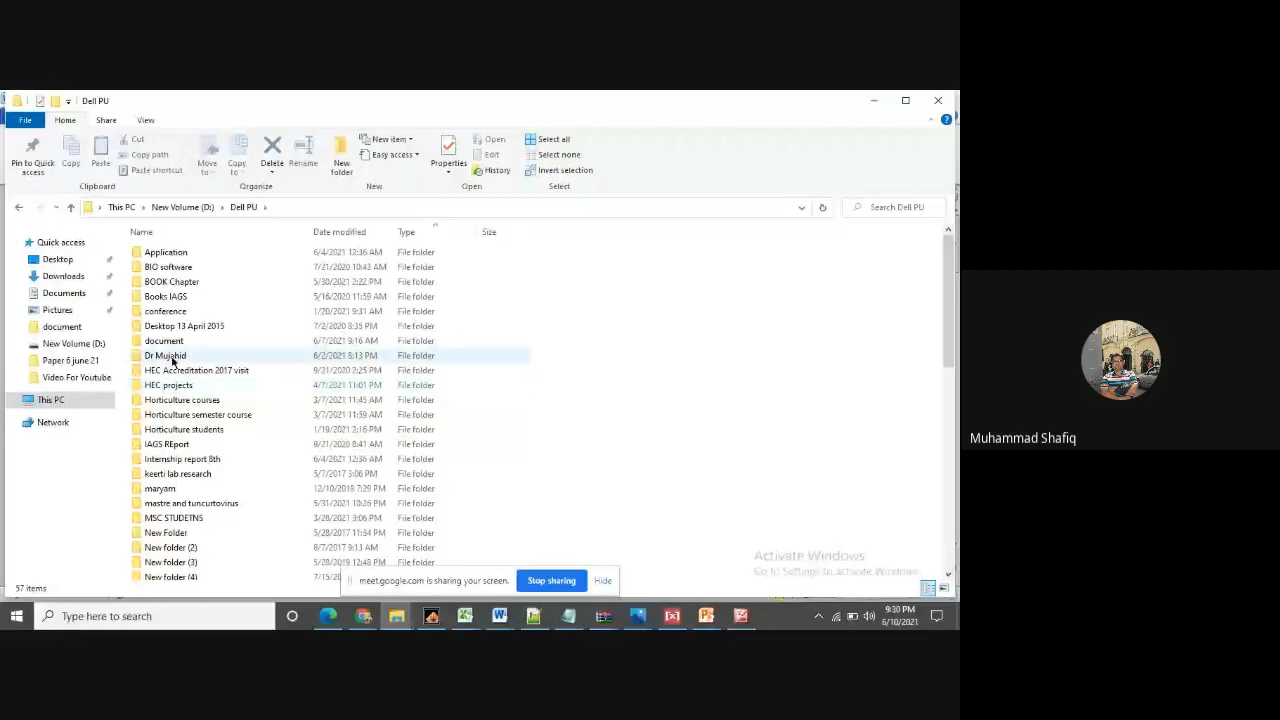 Dell PU
File Home Share View
Pin to Quick access
Copy
Paste
Cut
Copy path
Paste shortcut
Clipboard
Move to
Copy to
Delete
Rename
Organize
New folder
New item
Easy access
New
Properties
Open
Edit
History
Open
Select all
Select none
Invert selection
Select
This PC New Volume (D:) Dell PU
Search Dell PU
Quick access
Desktop
Downloads
Documents
Pictures
document
New Volume (D:)
Paper 6 june 21
Video For Youtube
This PC
Network
Name Date modified Type Size
Application 6/4/2021 12:36 AM File folder
BIO software 7/21/2020 10:43 AM File folder
BOOK Chapter 5/30/2021 2:22 PM File folder
Books IAGS 5/16/2020 11:59 AM File folder
conference 1/20/2021 9:31 AM File folder
Desktop 13 April 2015 7/2/2020 8:35 PM File folder
document 6/7/2021 9:16 AM File folder
Dr Mujahid 6/2/2021 8:13 PM File folder
HEC Accreditation 2017 visit 9/21/2020 2:25 PM File folder
HEC projects 4/7/2021 11:01 PM File folder
Horticulture courses 3/7/2021 11:45 AM File folder
Horticulture semester course 3/7/2021 11:59 AM File folder
Horticulture students 1/19/2021 2:16 PM File folder
IAGS REport 9/21/2020 8:41 AM File folder
Internship report 8th 6/4/2021 12:36 AM File folder
keerti lab research 5/7/2017 3:06 PM File folder
maryam 12/10/2018 7:29 PM File folder
mastre and tuncurtovirus 5/31/2021 10:26 PM File folder
MSC STUDETNS 3/28/2021 3:06 PM File folder
New Folder 5/28/2017 11:34 PM File folder
New folder (2) 8/7/2017 9:13 AM File folder
New folder (3) 5/28/2019 12:48 PM File folder
New folder (4)
57 items
meet.google.com is sharing your screen. Stop sharing Hide
Activate Windows
Go to Settings to activate Windows.
Type here to search
9:30 PM
6/10/2021
Muhammad Shafiq